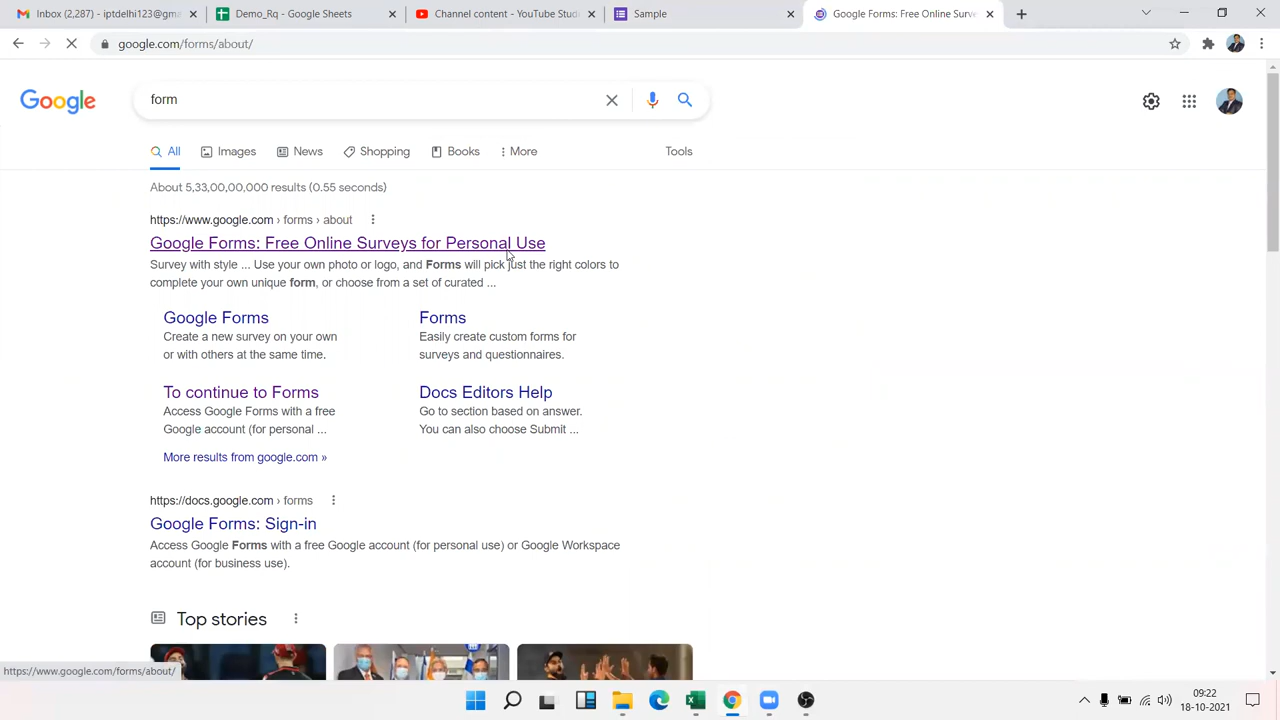 Inbox (2,287) - iptdelhi123@gma
Demo_Rq - Google Sheets
Channel content - YouTube Stud
Sample
Google Forms: Free Online Surve
google.com/forms/about/
Google
form
All
Images
News
Shopping
Books
More
Tools
About 5,33,00,00,000 results (0.55 seconds)
https://www.google.com › forms › about
Google Forms: Free Online Surveys for Personal Use
Survey with style ... Use your own photo or logo, and Forms will pick just the right colors to
complete your own unique form, or choose from a set of curated ...
Google Forms
Create a new survey on your own
or with others at the same time.
Forms
Easily create custom forms for
surveys and questionnaires.
To continue to Forms
Access Google Forms with a free
Google account (for personal ...
Docs Editors Help
Go to section based on answer.
You can also choose Submit ...
More results from google.com »
https://docs.google.com › forms
Google Forms: Sign-in
Access Google Forms with a free Google account (for personal use) or Google Workspace
account (for business use).
Top stories
https://www.google.com/forms/about/
09:22
18-10-2021